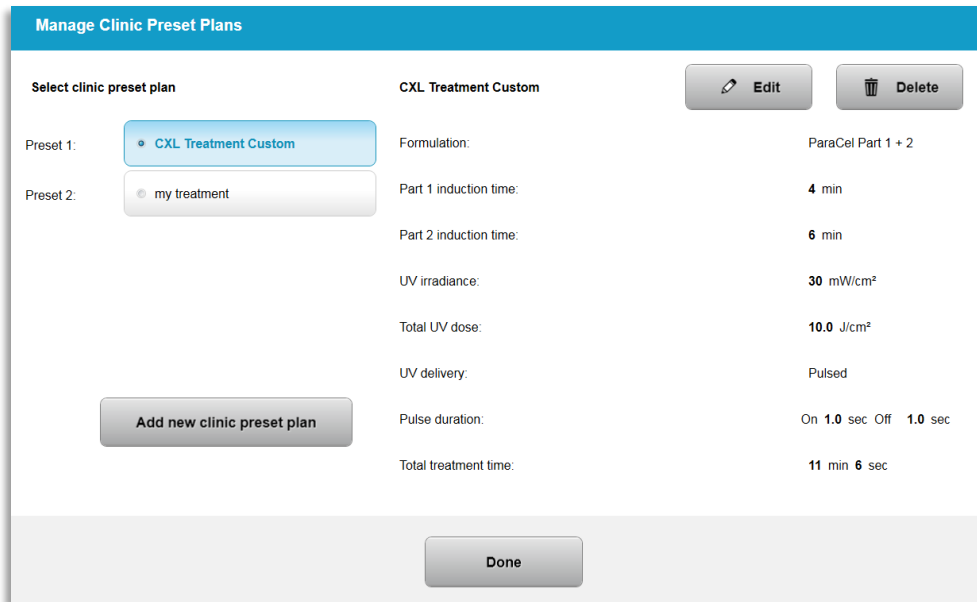 Manage Clinic Preset Plans
Select clinic preset plan
CXL Treatment Custom
Edit
Delete
Preset 1:
CXL Treatment Custom
Preset 2:
my treatment
Add new clinic preset plan
Formulation: ParaCel Part 1 + 2
Part 1 induction time: 4 min
Part 2 induction time: 6 min
UV irradiance: 30 mW/cm²
Total UV dose: 10.0 J/cm²
UV delivery: Pulsed
Pulse duration: On 1.0 sec Off 1.0 sec
Total treatment time: 11 min 6 sec
Done